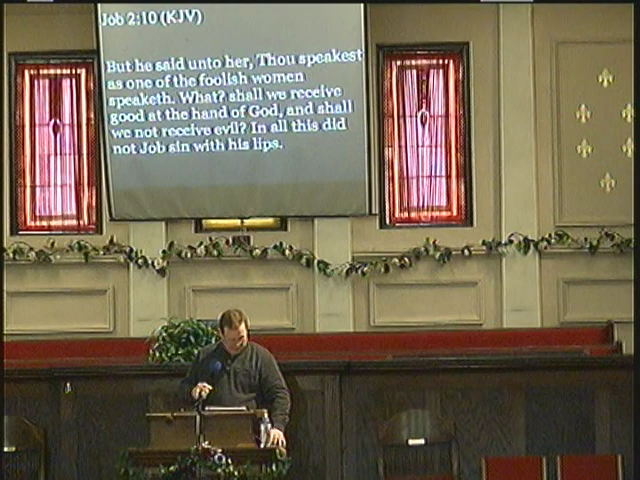 Job 2:10 (KJV)
But he said unto her, Thou speakest
as one of the foolish women
speaketh. What? shall we receive
good at the hand of God, and shall
we not receive evil? In all this did
not Job sin with his lips.